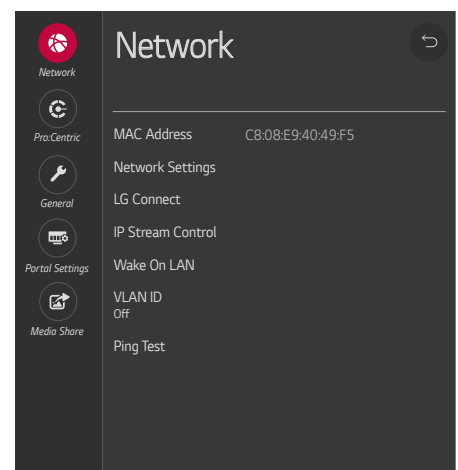 Network
Network
Pro:Centric
General
Portal Settings
Media Share
MAC Address C8:08:E9:40:49:F5
Network Settings
LG Connect
IP Stream Control
Wake On LAN
VLAN ID
Off
Ping Test